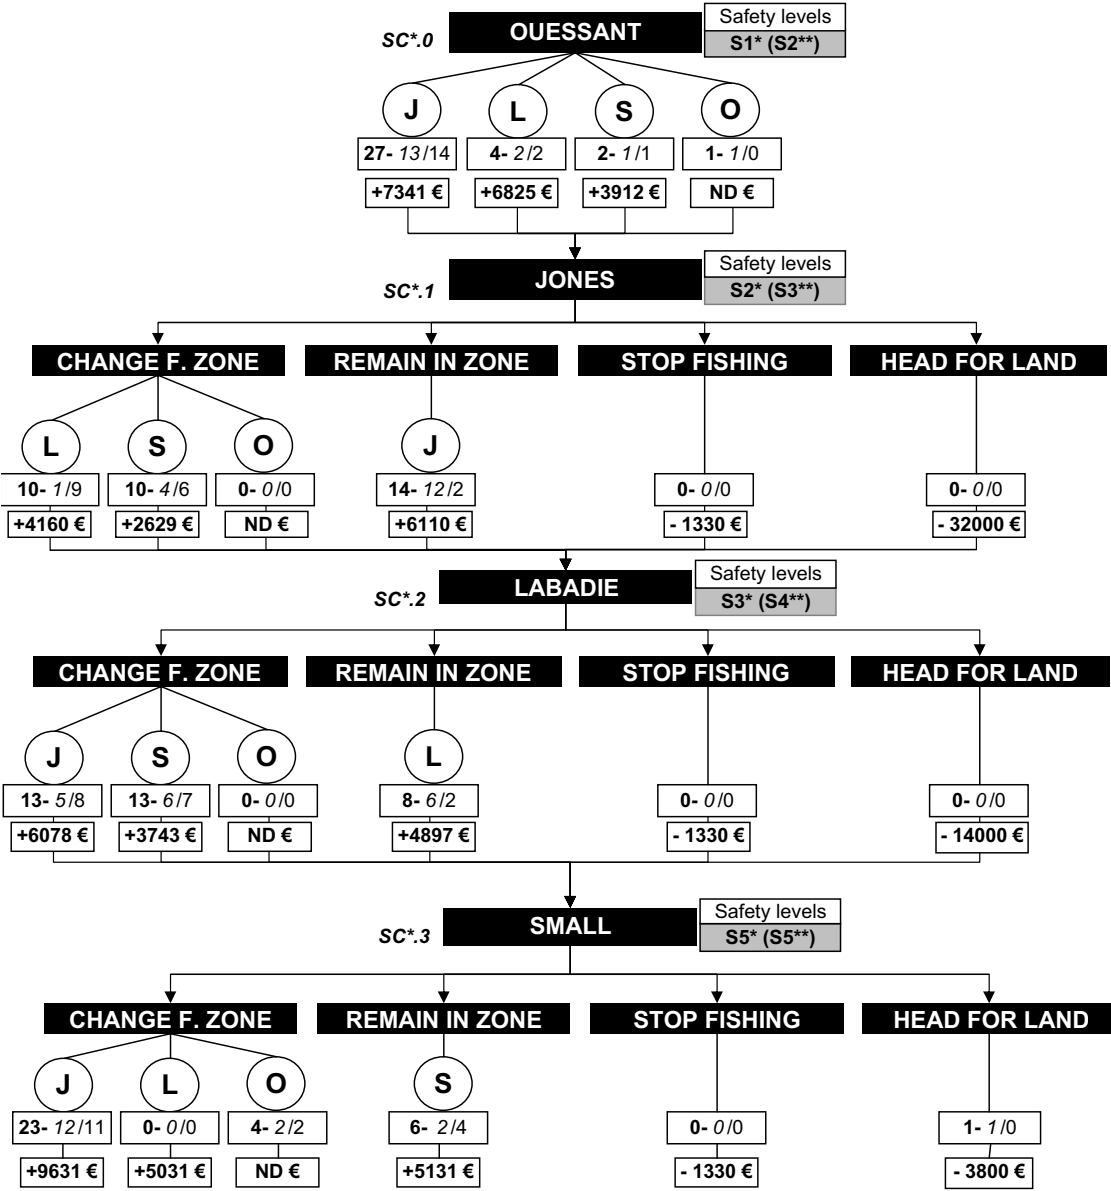 SC*.0
OUESSANT
Safety levels
S1* (S2**)
J L S O
27- 13/14 4- 2/2 2- 1/1 1- 1/0
+7341 € +6825 € +3912 € ND €
SC*.1
JONES
Safety levels
S2* (S3**)
CHANGE F. ZONE REMAIN IN ZONE STOP FISHING HEAD FOR LAND
L S O J
10- 1/9 10- 4/6 0- 0/0 14- 12/2 0- 0/0 0- 0/0
+4160 € +2629 € ND € +6110 € - 1330 € - 32000 €
SC*.2
LABADIE
Safety levels
S3* (S4**)
CHANGE F. ZONE REMAIN IN ZONE STOP FISHING HEAD FOR LAND
J S O L
13- 5/8 13- 6/7 0- 0/0 8- 6/2 0- 0/0 0- 0/0
+6078 € +3743 € ND € +4897 € - 1330 € - 14000 €
SC*.3
SMALL
Safety levels
S5* (S5**)
CHANGE F. ZONE REMAIN IN ZONE STOP FISHING HEAD FOR LAND
J L O S
23- 12/11 0- 0/0 4- 2/2 6- 2/4 0- 0/0 1- 1/0
+9631 € +5031 € ND € +5131 € - 1330 € - 3800 €